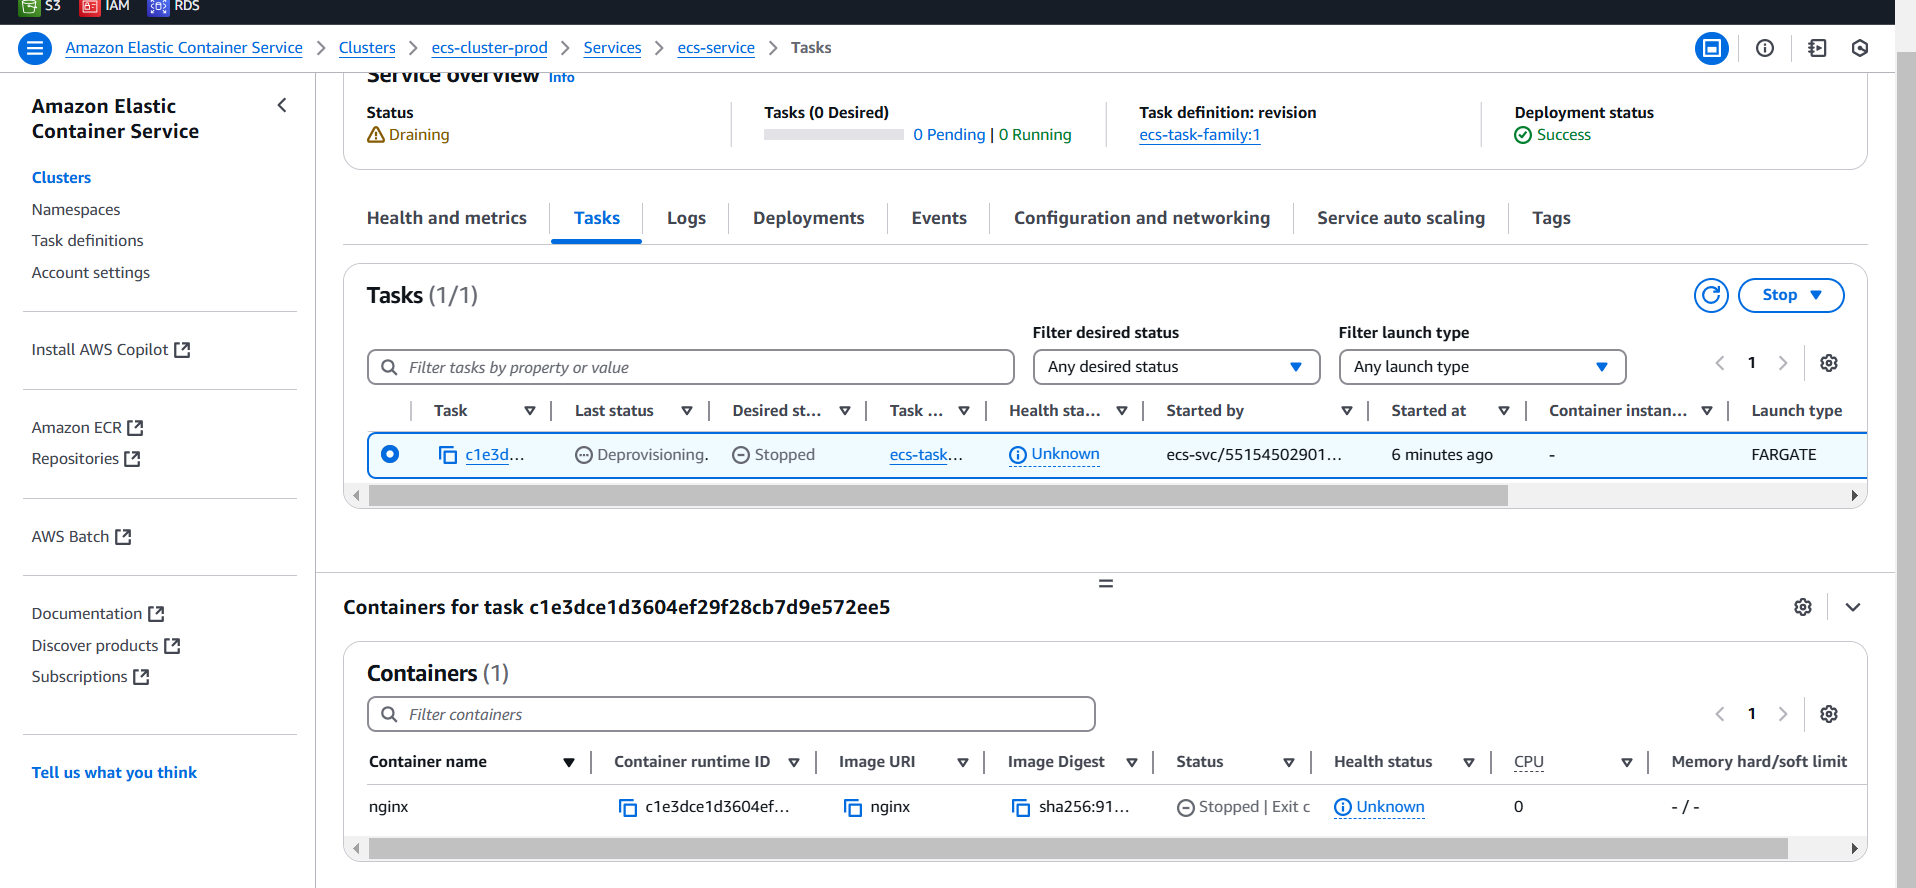 S3 IAM RDS
Amazon Elastic Container Service Clusters ecs-cluster-prod Services ecs-service Tasks
Amazon Elastic
Container Service
Clusters
Namespaces
Task definitions
Account settings
Install AWS Copilot
Amazon ECR
Repositories
AWS Batch
Documentation
Discover products
Subscriptions
Tell us what you think
Service overview Info
Status
Draining
Tasks (0 Desired)
0 Pending | 0 Running
Task definition: revision
ecs-task-family:1
Deployment status
Success
Health and metrics Tasks Logs Deployments Events Configuration and networking Service auto scaling Tags
Tasks (1/1)
Stop
Filter desired status Filter launch type
Filter tasks by property or value Any desired status Any launch type 1
Task Last status Desired st... Task ... Health sta... Started by Started at Container instan... Launch type
c1e3d... Deprovisioning. Stopped ecs-task... Unknown ecs-svc/55154502901... 6 minutes ago - FARGATE
Containers for task c1e3dce1d3604ef29f28cb7d9e572ee5
Containers (1)
Filter containers 1
Container name Container runtime ID Image URI Image Digest Status Health status CPU Memory hard/soft limit
nginx c1e3dce1d3604ef... nginx sha256:91... Stopped | Exit c Unknown 0 - / -